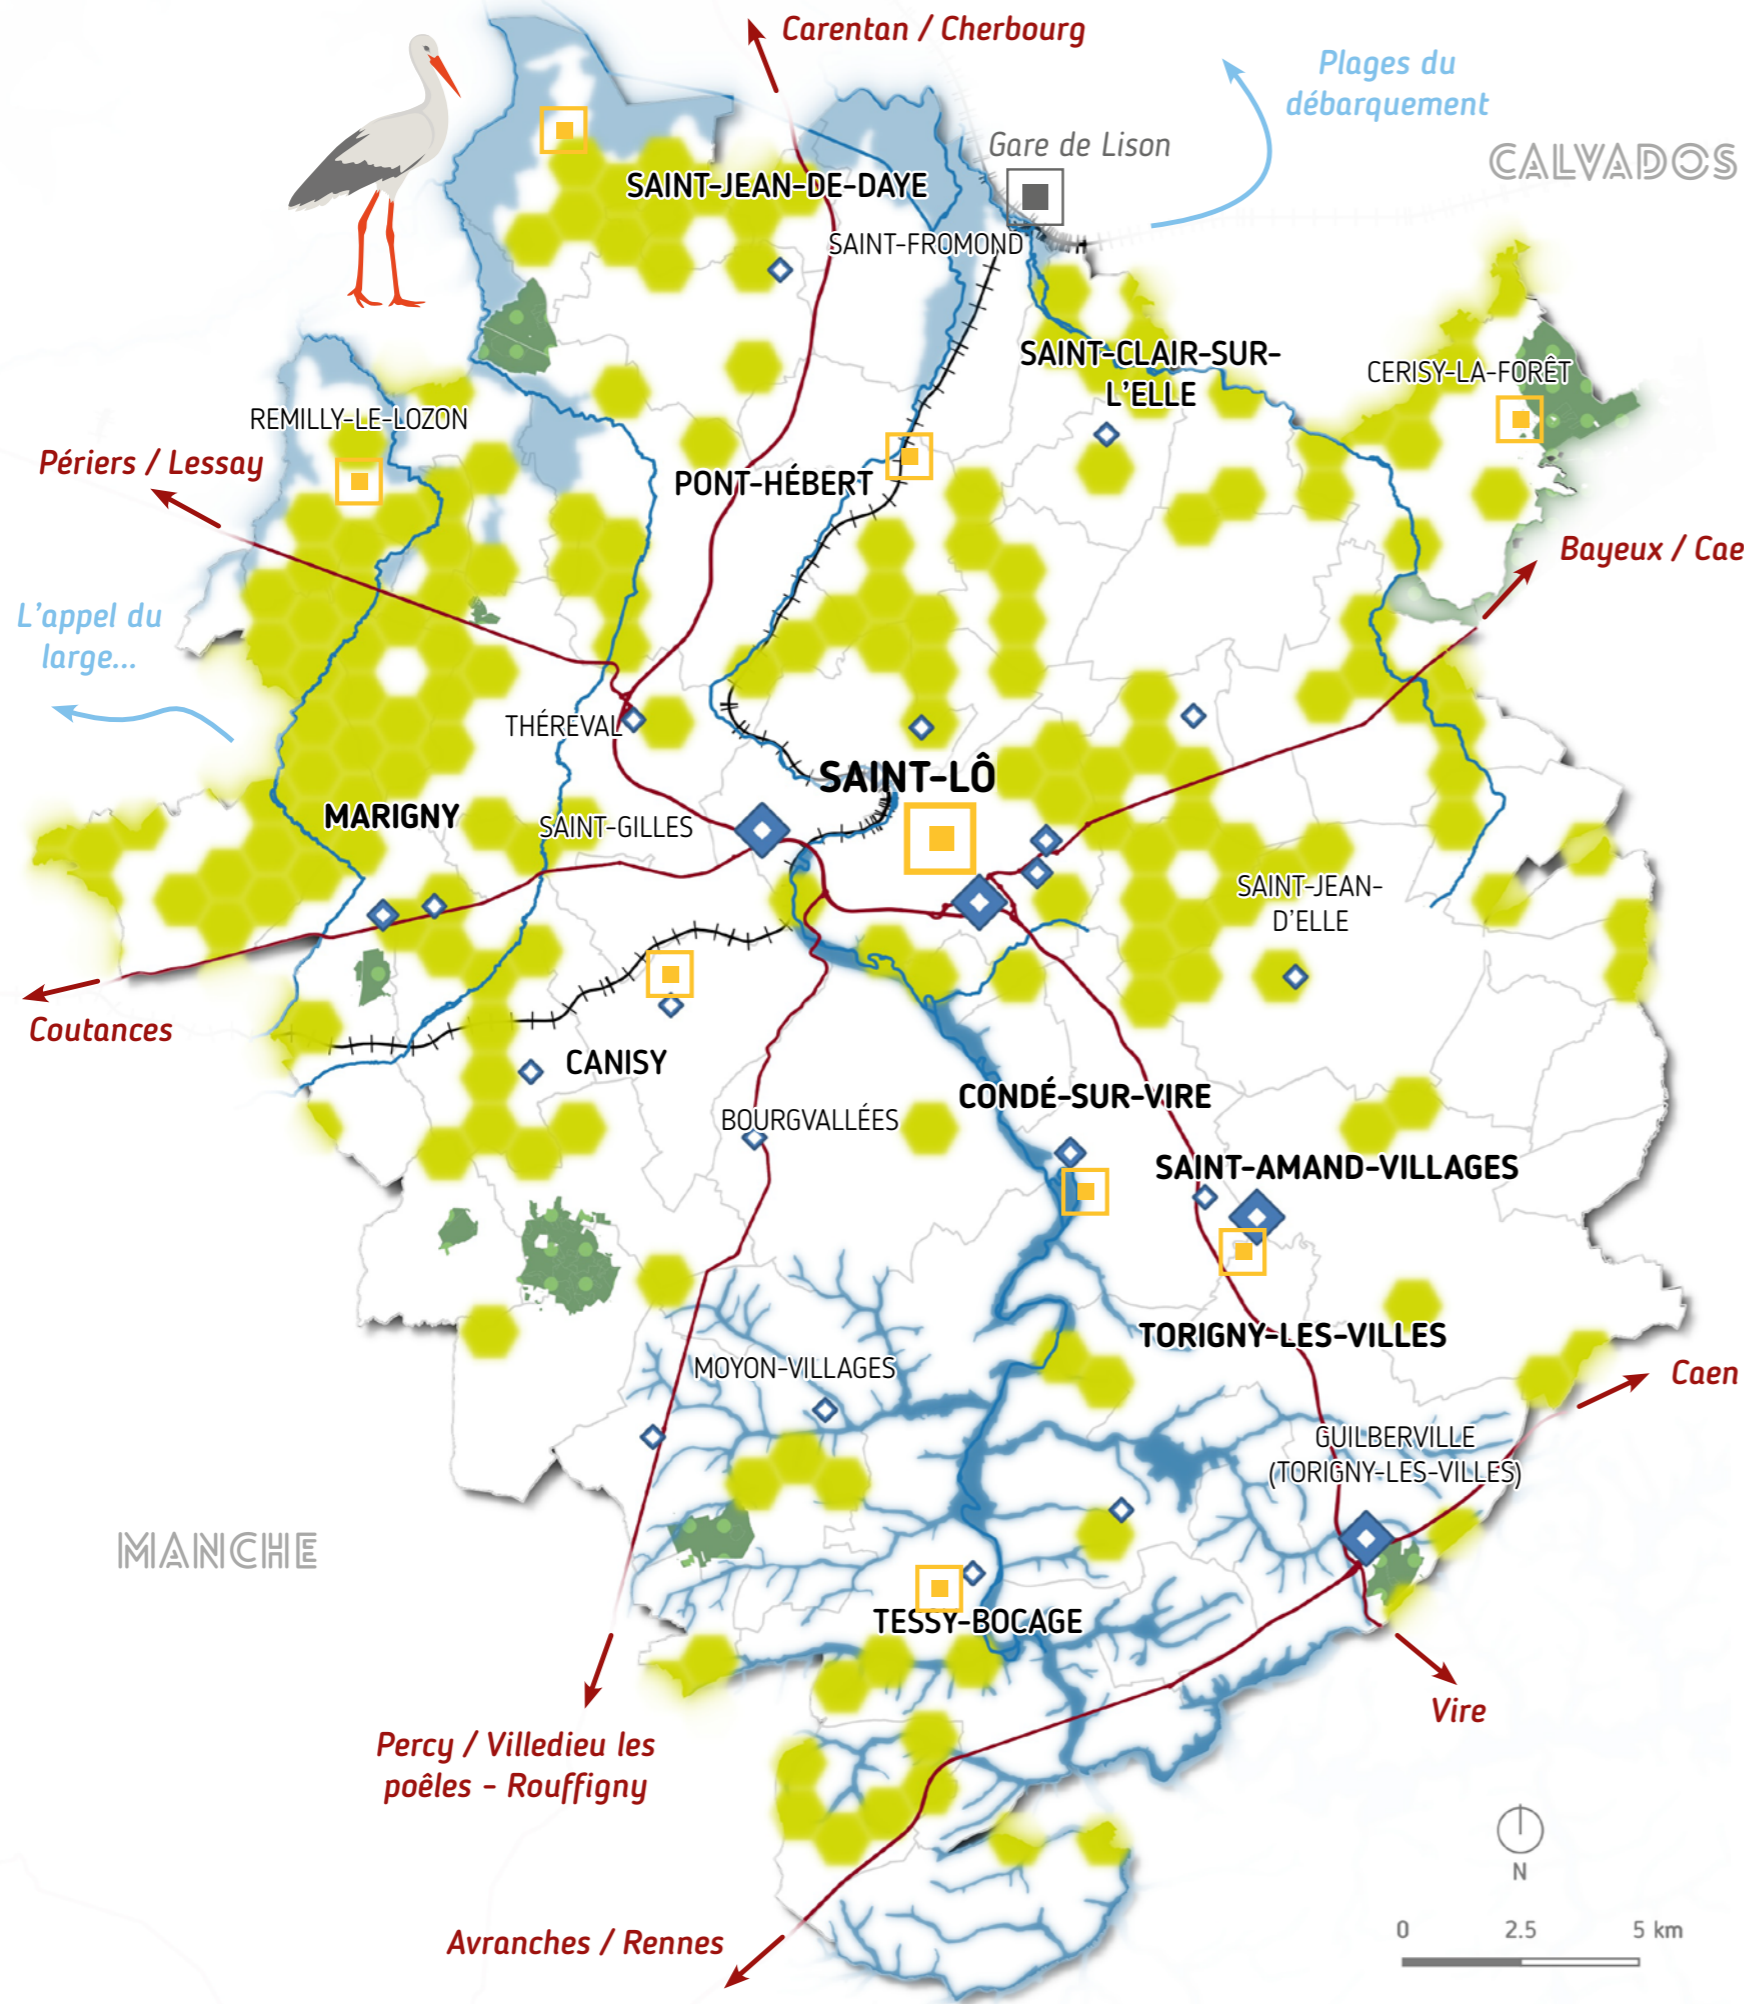 Carentan / Cherbourg
Plages du
débarquement
Gare de Lison
CALVADOS
SAINT-JEAN-DE-DAYE
SAINT-FROMOND
SAINT-CLAIR-SUR-
L'ELLE
CERISY-LA-FORÊT
REMILLY-LE-LOZON
Périers / Lessay
PONT-HÉBERT
Bayeux / Cae
L'appel du
large...
THÉREVAL
SAINT-LÔ
MARIGNY
SAINT-GILLES
SAINT-JEAN-
D'ELLE
Coutances
CANISY
CONDÉ-SUR-VIRE
BOURGVALLÉES
SAINT-AMAND-VILLAGES
TORIGNY-LES-VILLES
MOYON-VILLAGES
Caen
GUILBERVILLE
(TORIGNY-LES-VILLES)
MANCHE
TESSY-BOCAGE
Vire
Percy / Villedieu les
poêles - Rouffigny
N
Avranches / Rennes
0 2.5 5 km